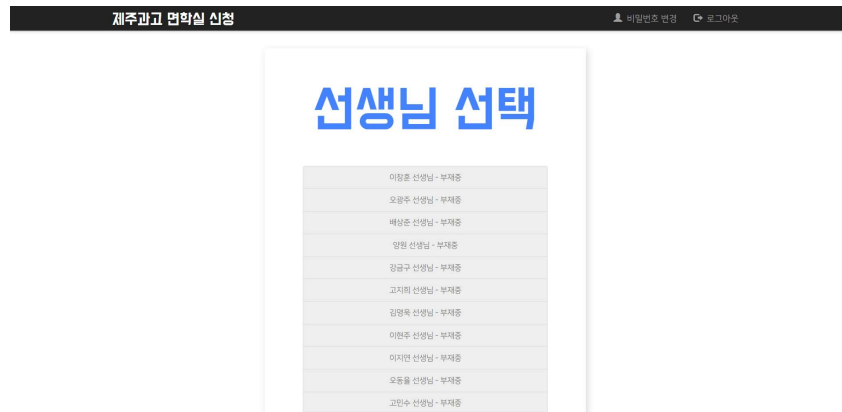 제주과고 면학실 신청
비밀번호 변경 로그아웃
선생님 선택
이창훈 선생님 - 부재중
오광주 선생님 - 부재중
배상준 선생님 - 부재중
양원 선생님 - 부재중
강금구 선생님 - 부재중
고지희 선생님 - 부재중
김명욱 선생님 - 부재중
이현주 선생님 - 부재중
이지연 선생님 - 부재중
오동율 선생님 - 부재중
고민수 선생님 - 부재중